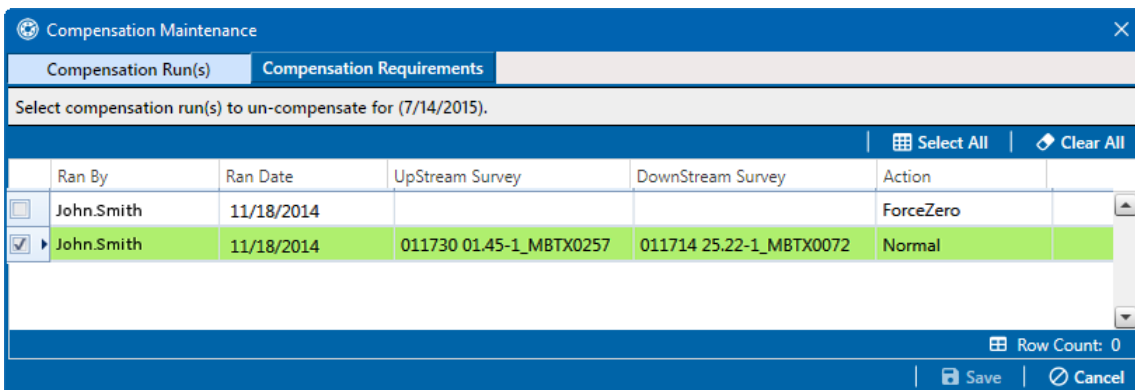 Compensation Maintenance
Compensation Run(s) Compensation Requirements
Select compensation run(s) to un-compensate for (7/14/2015).
Select All Clear All
Ran By Ran Date UpStream Survey DownStream Survey Action
John.Smith 11/18/2014 ForceZero
John.Smith 11/18/2014 011730 01.45-1_MBTX0257 011714 25.22-1_MBTX0072 Normal
Row Count: 0
Save Cancel